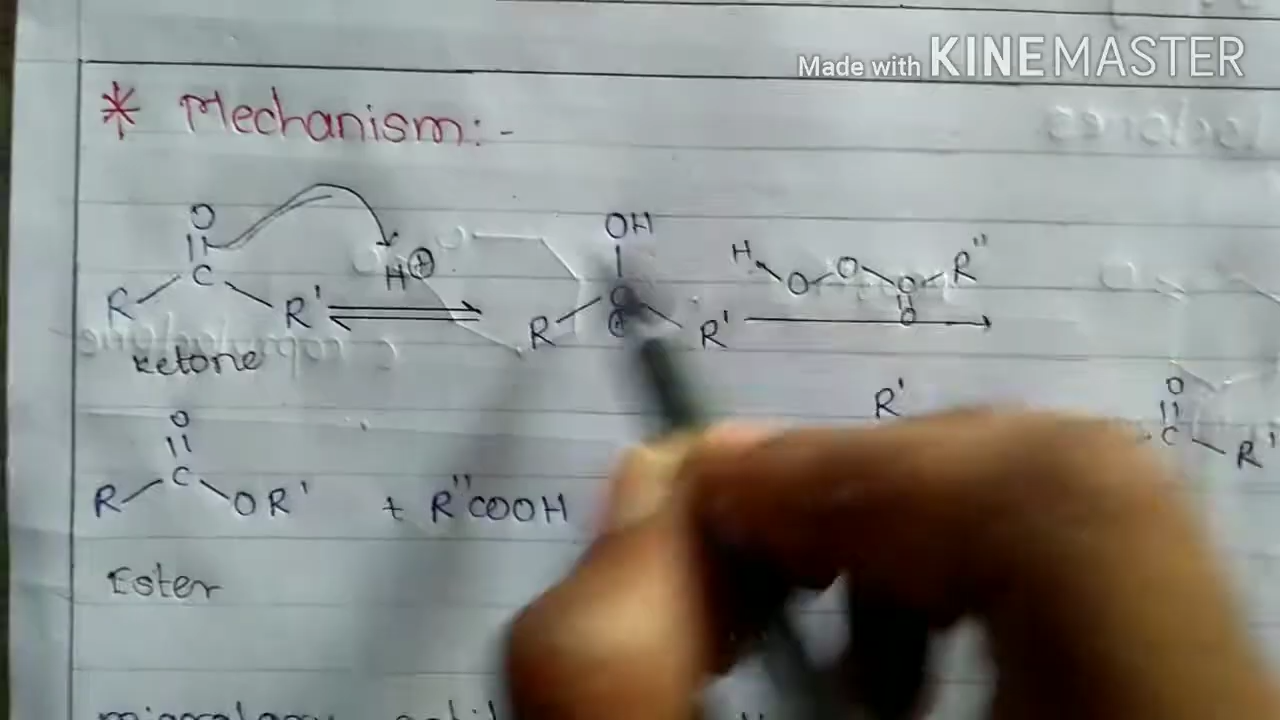 Made with KINEMASTER
* Mechanism:-
O OH
|| | H O O C R"
R C R' H⊕ R C ⊕ R' O
ketone
R' O
O || C R'
|| R C OR' + R"COOH
Ester